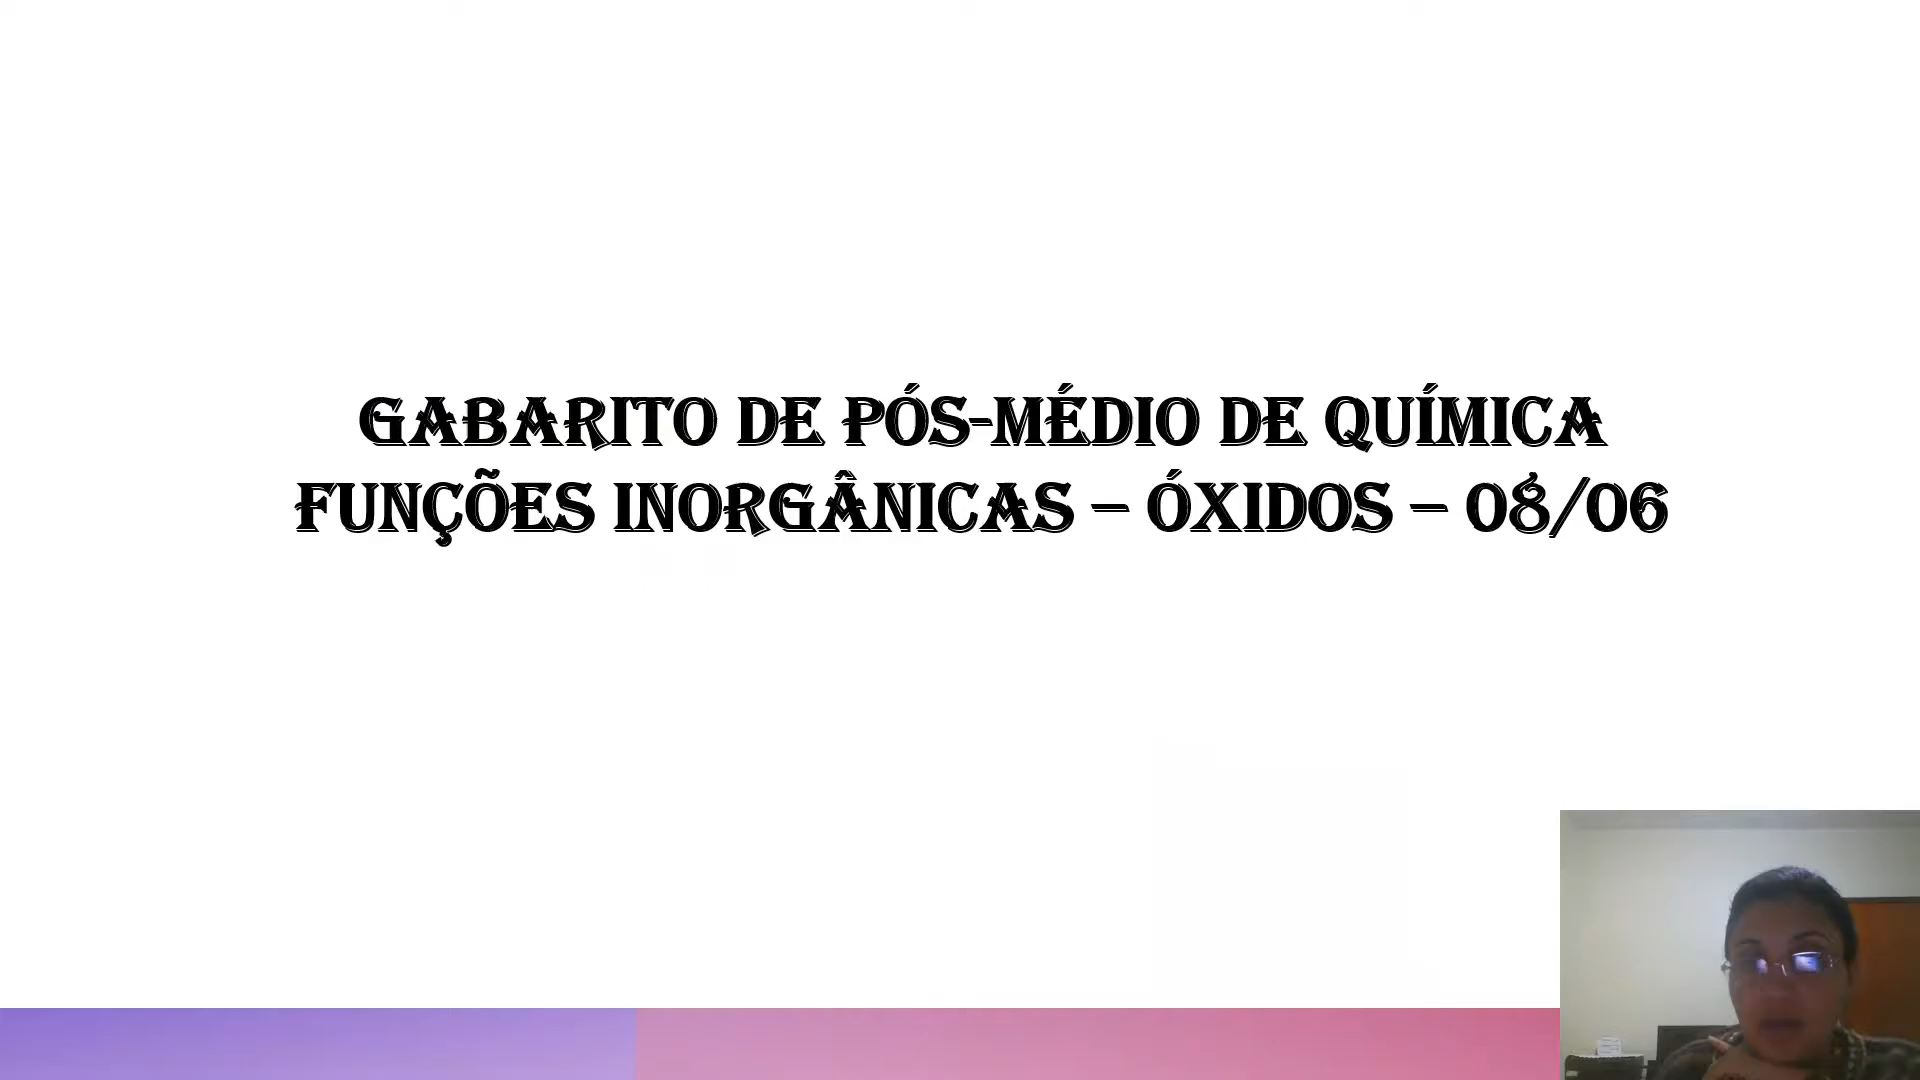 GABARITO DE PÓS-MÉDIO DE QUÍMICA
FUNÇÕES INORGÂNICAS – ÓXIDOS – 08/06